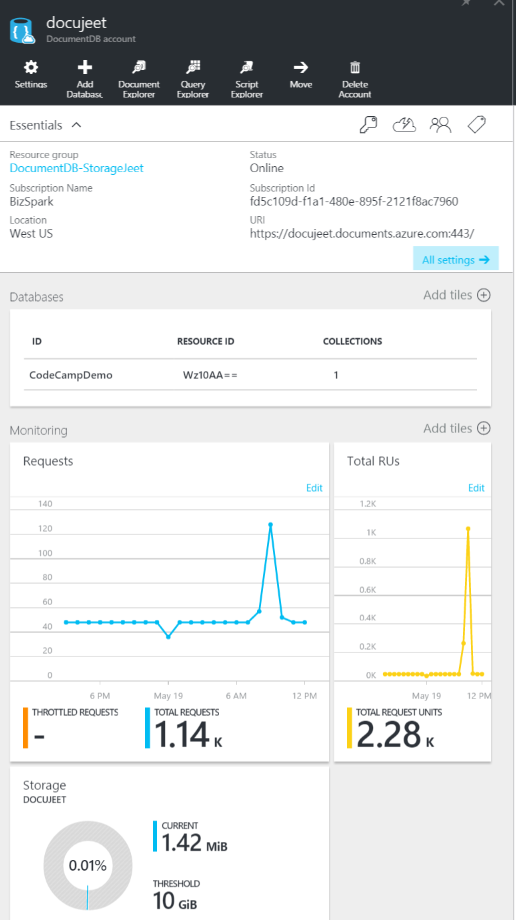 docujeet
DocumentDB account
Settings
Add Database
Document Explorer
Query Explorer
Script Explorer
Move
Delete Account
Essentials
Resource group
DocumentDB-StorageJeet
Status
Online
Subscription Name
BizSpark
Subscription Id
fd5c109d-f1a1-480e-895f-2121f8ac7960
Location
West US
URI
https://docujeet.documents.azure.com:443/
All settings
Databases
Add tiles
ID RESOURCE ID COLLECTIONS
CodeCampDemo Wz10AA== 1
Monitoring
Add tiles
Requests
Edit
140
120
100
80
60
40
20
0
6 PM May 19 6 AM 12 PM
THROTTLED REQUESTS
-
TOTAL REQUESTS
1.14 K
Total RUs
Edit
1.2K
1K
0.8K
0.6K
0.4K
0.2K
0K
May 19 12 PM
TOTAL REQUEST UNITS
2.28 K
Storage
DOCUJEET
0.01%
CURRENT
1.42 MiB
THRESHOLD
10 GiB